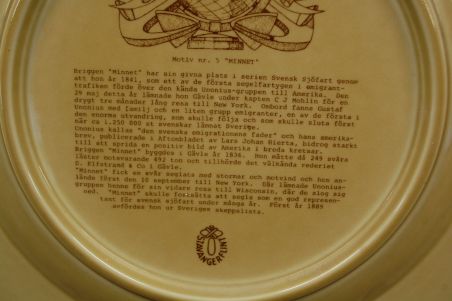 Motiv nr. 5 "MINNET"
Briggen "Minnet" har sin givna plats i serien Svensk Sjöfart genom
att hon år 1841, som ett av de första segelfartygen i emigrant-
trafiken förde över den kända Unonius-gruppen till Amerika. Den
29 maj detta år lämnade hon Gävle under kapten C J Mohlin för en
drygt tre månader lång resa till New York. Ombord fanns Gustaf
Unonius med familj och en liten grupp emigranter, en av de första i
den enorma utvandring, som skulle följa och som skulle sluta först
när ca 1.250 000 st svenskar lämnat Sverige.
Unonius kallas "den svenska emigrationens fader" och hans amerika-
brev, publicerade i Aftonbladet av Lars Johan Hierta, bidrog starkt
till att sprida en positiv bild av Amerika i breda kretsar.
Briggen "Minnet" byggdes i Gävle år 1836. Hon mätte då 249 svåra
läster motsvarande 492 ton och tillhörde det välkända rederiet
D. Elfstrand & Co i Gävle.
"Minnet" fick en svår seglats med stormar och motvind och hon an-
lände först den 10 september till New York. Där lämnade Unonius-
gruppen henne för sin vidare resa till Wisconsin, där de slog sig
ned. "Minnet" skulle fortsätta att segla som en god represen-
tant för svensk sjöfart under många år. Först år 1889
avfördes hon ur Sveriges skeppslista.
STAVANGERFLINT